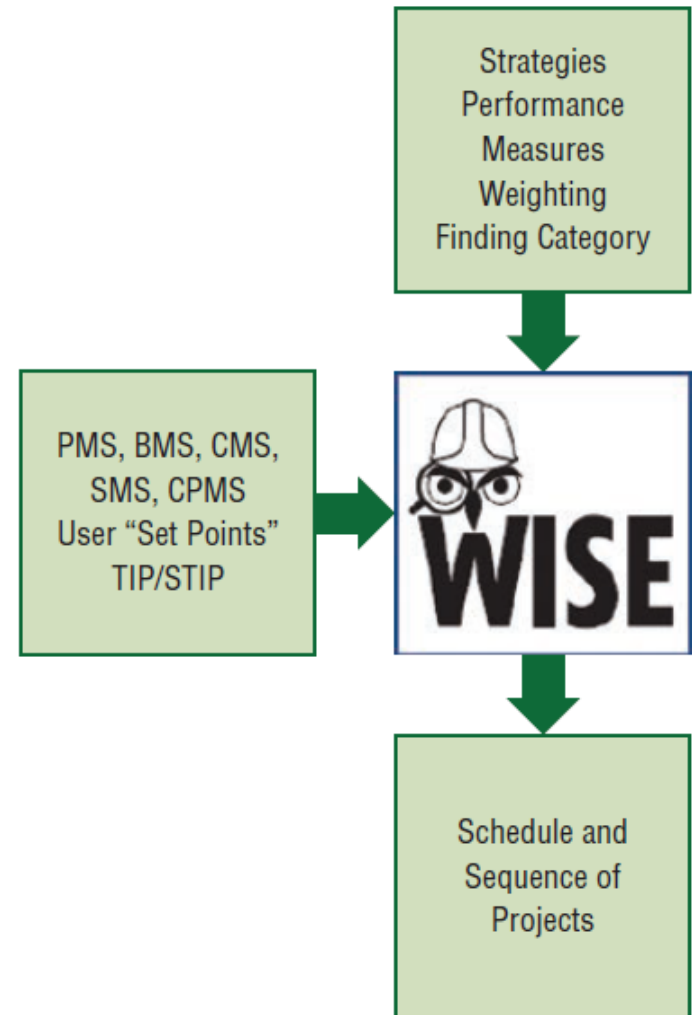 Strategies
Performance
Measures
Weighting
Finding Category
PMS, BMS, CMS,
SMS, CPMS
User “Set Points”
TIP/STIP
WISE
Schedule and
Sequence of
Projects